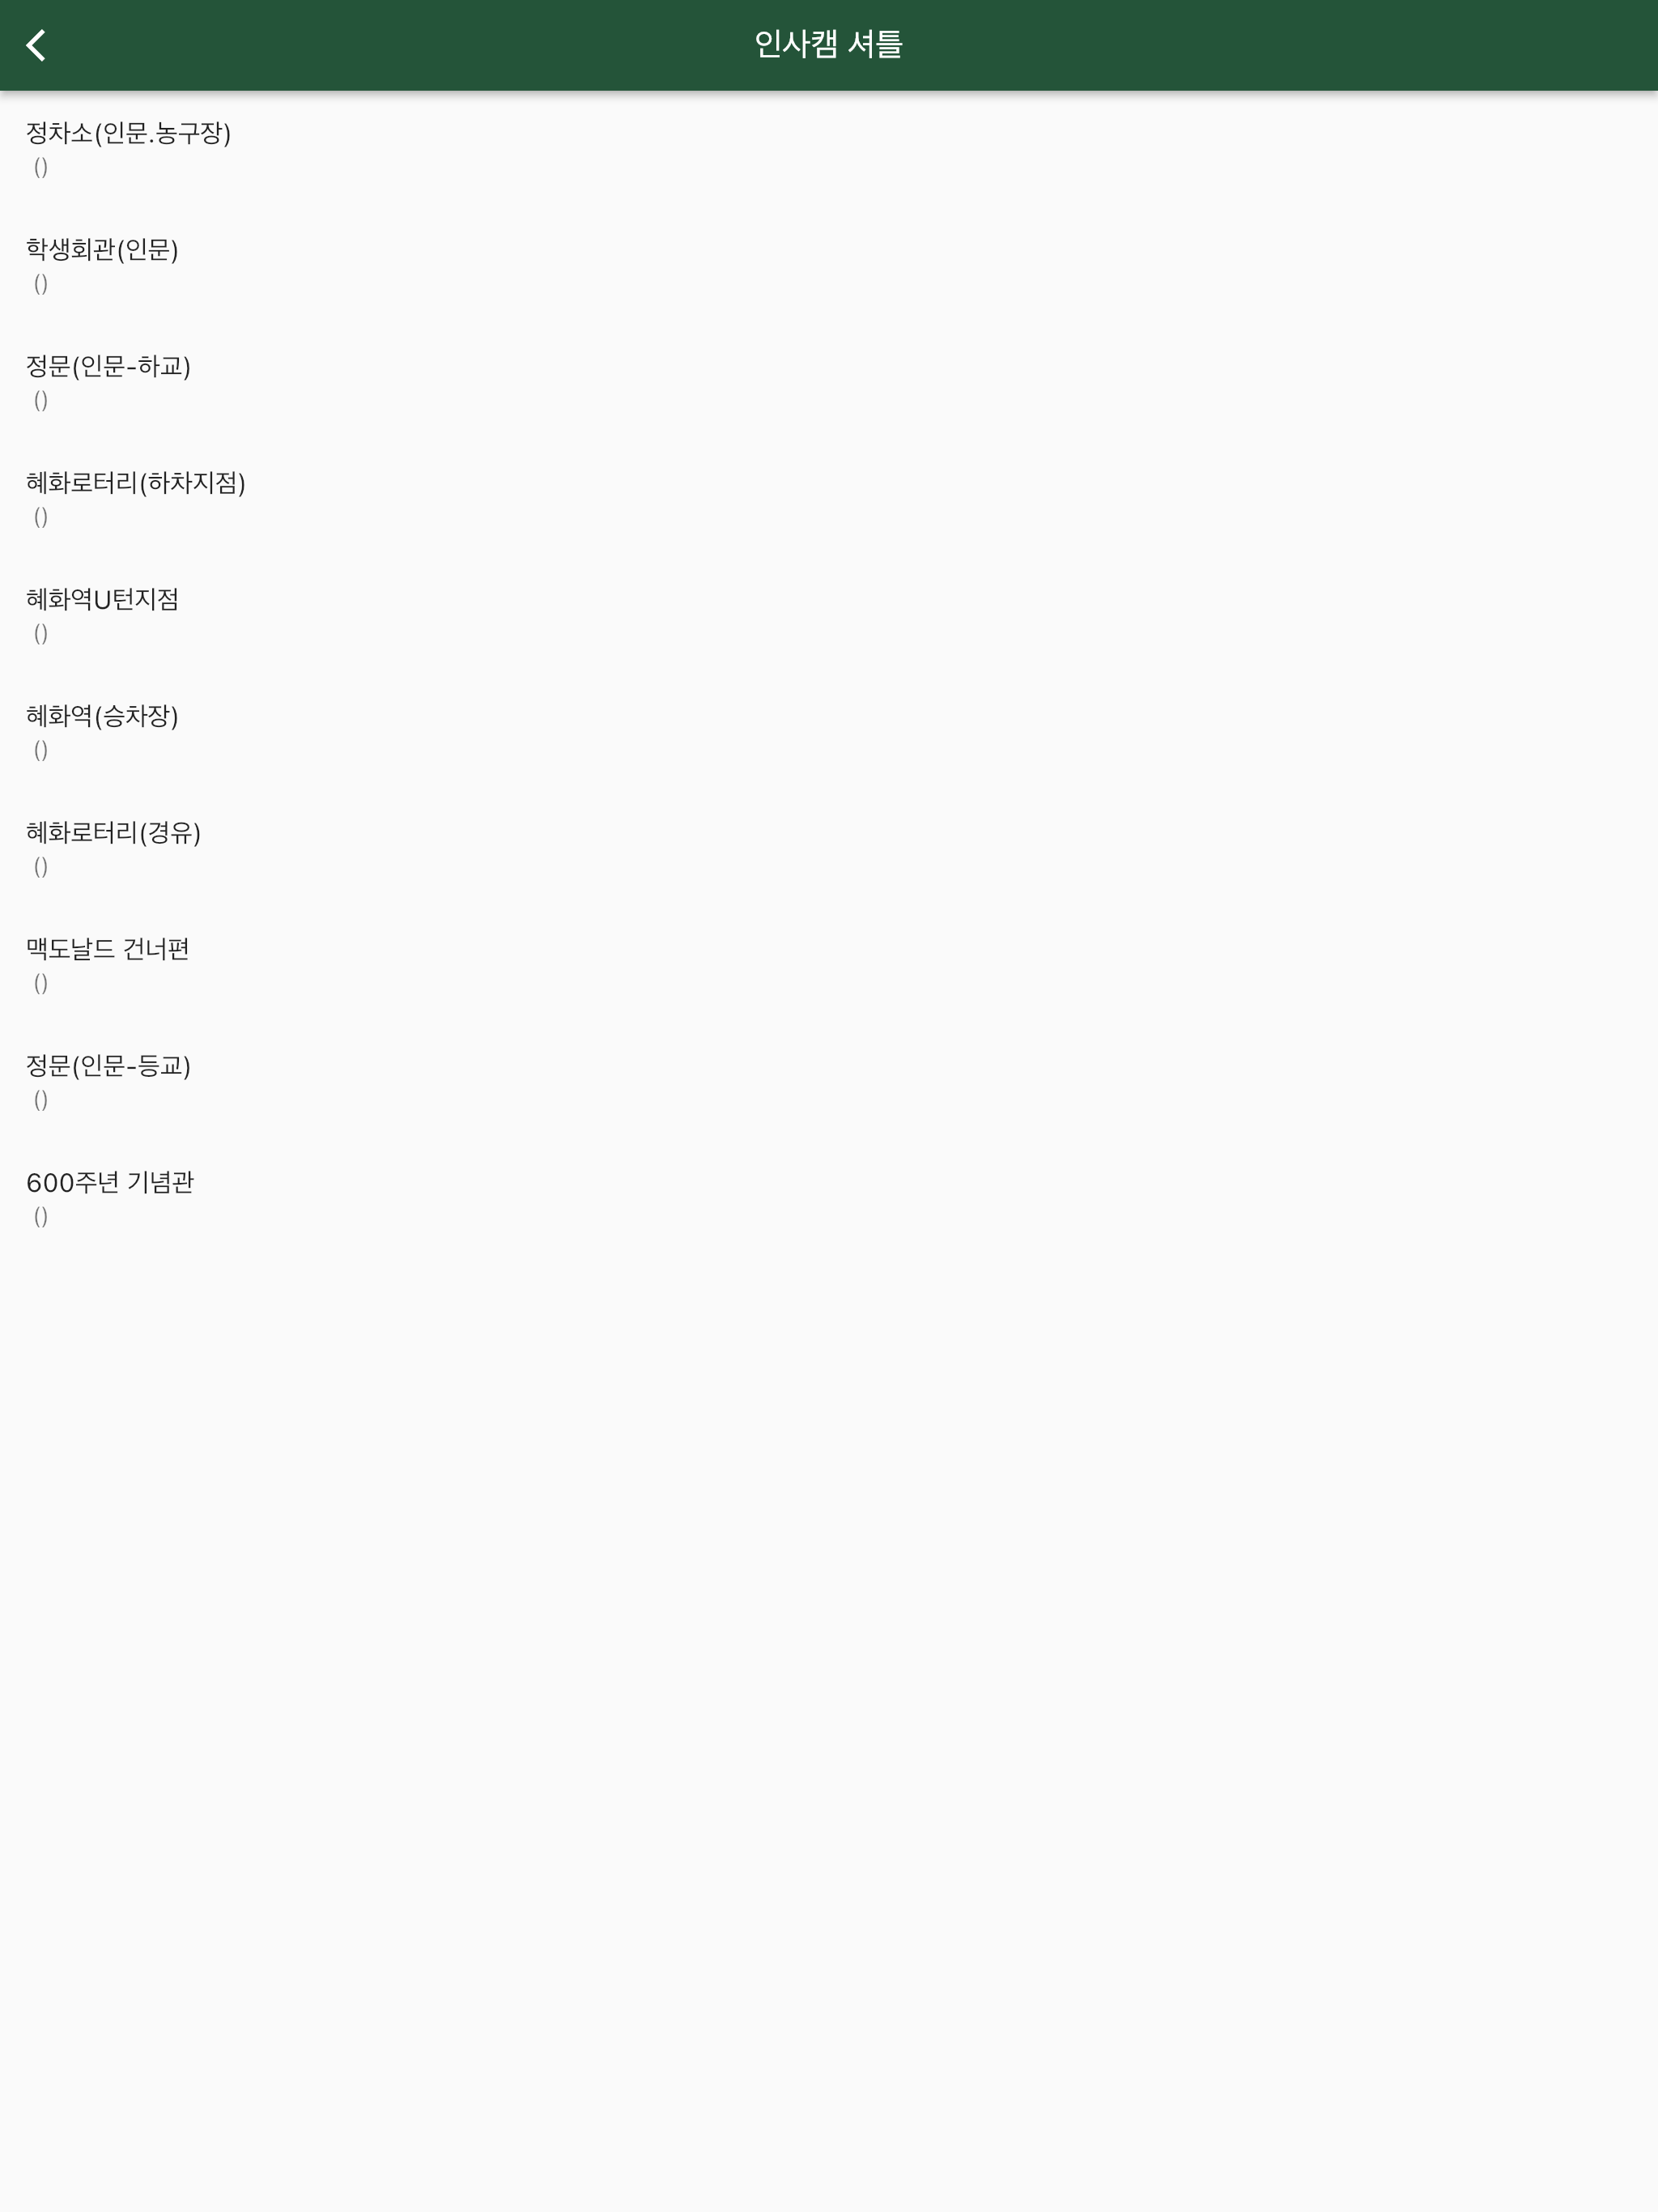 인사캠 셔틀
정차소(인문.농구장)
()
학생회관(인문)
()
정문(인문-하교)
()
혜화로터리(하차지점)
()
혜화역U턴지점
()
혜화역(승차장)
()
혜화로터리(경유)
()
맥도날드 건너편
()
정문(인문-등교)
()
600주년 기념관
()